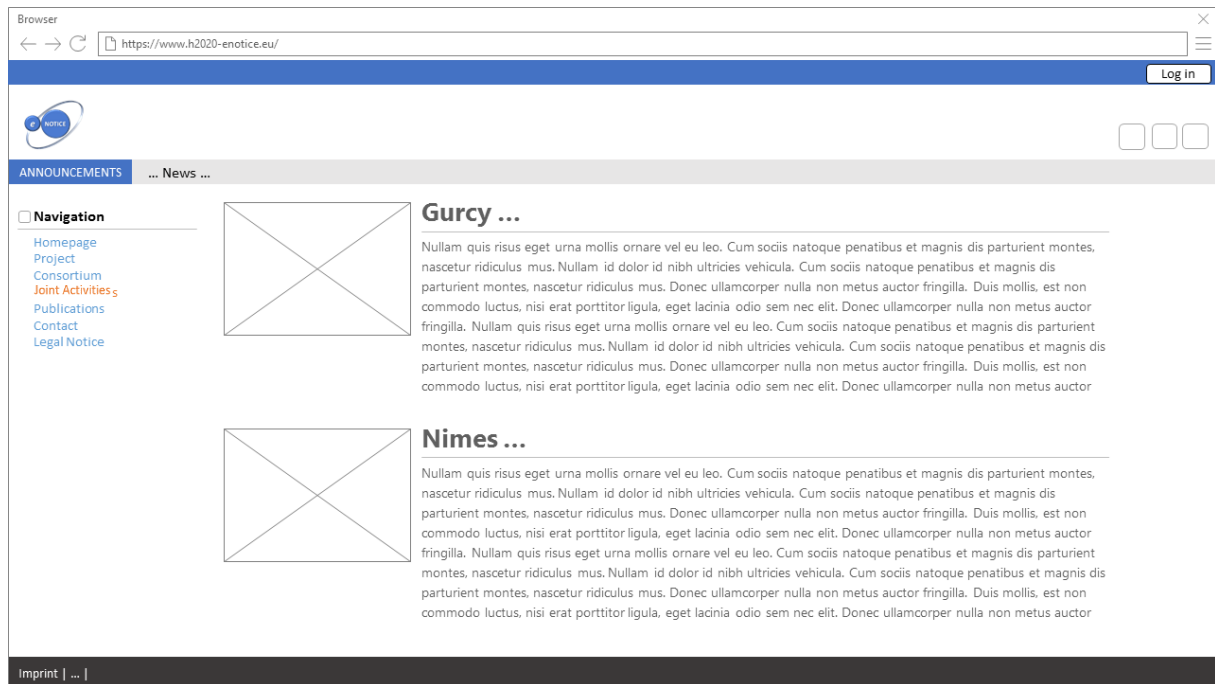 Browser
https://www.h2020-enotice.eu/
Log in
e NOTICE
ANNOUNCEMENTS ... News ...
Navigation
Homepage
Project
Consortium
Joint Activities 5
Publications
Contact
Legal Notice
Gurcy ...
Nullam quis risus eget urna mollis ornare vel eu leo. Cum sociis natoque penatibus et magnis dis parturient montes,
nascetur ridiculus mus. Nullam id dolor id nibh ultricies vehicula. Cum sociis natoque penatibus et magnis dis
parturient montes, nascetur ridiculus mus. Donec ullamcorper nulla non metus auctor fringilla. Duis mollis, est non
commodo luctus, nisi erat porttitor ligula, eget lacinia odio sem nec elit. Donec ullamcorper nulla non metus auctor
fringilla. Nullam quis risus eget urna mollis ornare vel eu leo. Cum sociis natoque penatibus et magnis dis parturient
montes, nascetur ridiculus mus. Nullam id dolor id nibh ultricies vehicula. Cum sociis natoque penatibus et magnis dis
parturient montes, nascetur ridiculus mus. Donec ullamcorper nulla non metus auctor fringilla. Duis mollis, est non
commodo luctus, nisi erat porttitor ligula, eget lacinia odio sem nec elit. Donec ullamcorper nulla non metus auctor
Nimes ...
Nullam quis risus eget urna mollis ornare vel eu leo. Cum sociis natoque penatibus et magnis dis parturient montes,
nascetur ridiculus mus. Nullam id dolor id nibh ultricies vehicula. Cum sociis natoque penatibus et magnis dis
parturient montes, nascetur ridiculus mus. Donec ullamcorper nulla non metus auctor fringilla. Duis mollis, est non
commodo luctus, nisi erat porttitor ligula, eget lacinia odio sem nec elit. Donec ullamcorper nulla non metus auctor
fringilla. Nullam quis risus eget urna mollis ornare vel eu leo. Cum sociis natoque penatibus et magnis dis parturient
montes, nascetur ridiculus mus. Nullam id dolor id nibh ultricies vehicula. Cum sociis natoque penatibus et magnis dis
parturient montes, nascetur ridiculus mus. Donec ullamcorper nulla non metus auctor fringilla. Duis mollis, est non
commodo luctus, nisi erat porttitor ligula, eget lacinia odio sem nec elit. Donec ullamcorper nulla non metus auctor
Imprint | ... |